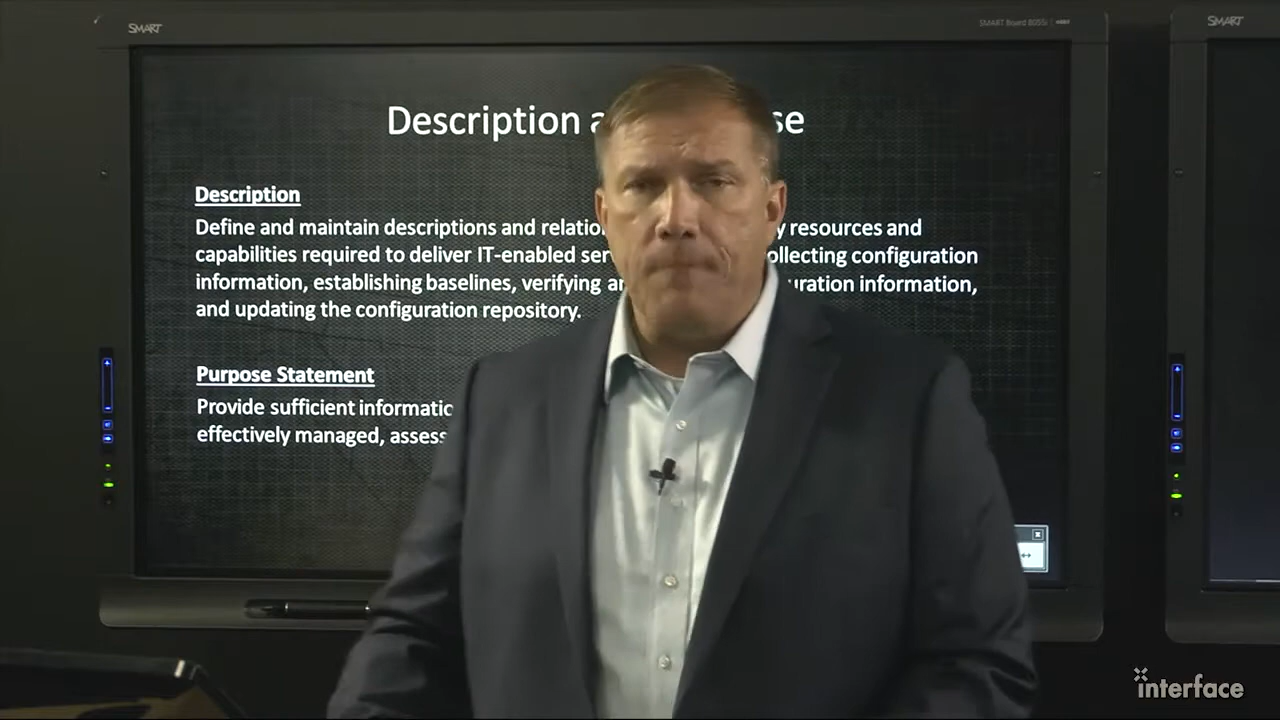 SMART
SMART Board 8055i
SMART
Description a se
Description
Define and maintain descriptions and relatio y resources and
capabilities required to deliver IT-enabled ser ollecting configuration
information, establishing baselines, verifying ar uration information,
and updating the configuration repository.
Purpose Statement
Provide sufficient informatic
effectively managed, assess
interface